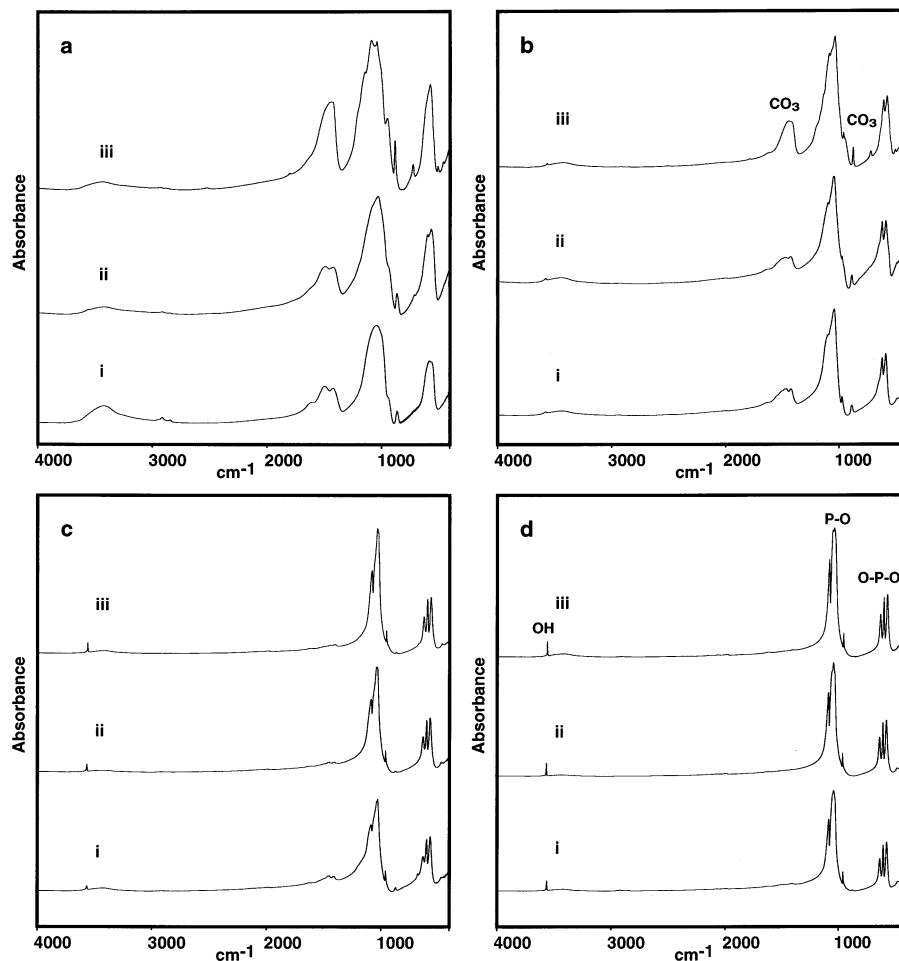 a
iii
ii
i
Absorbance
4000 3000 2000 1000
cm-1
b
CO3
CO3
iii
ii
i
Absorbance
4000 3000 2000 1000
cm-1
c
iii
ii
i
Absorbance
4000 3000 2000 1000
cm-1
d
P-O
O-P-O
iii
OH
ii
i
Absorbance
4000 3000 2000 1000
cm-1